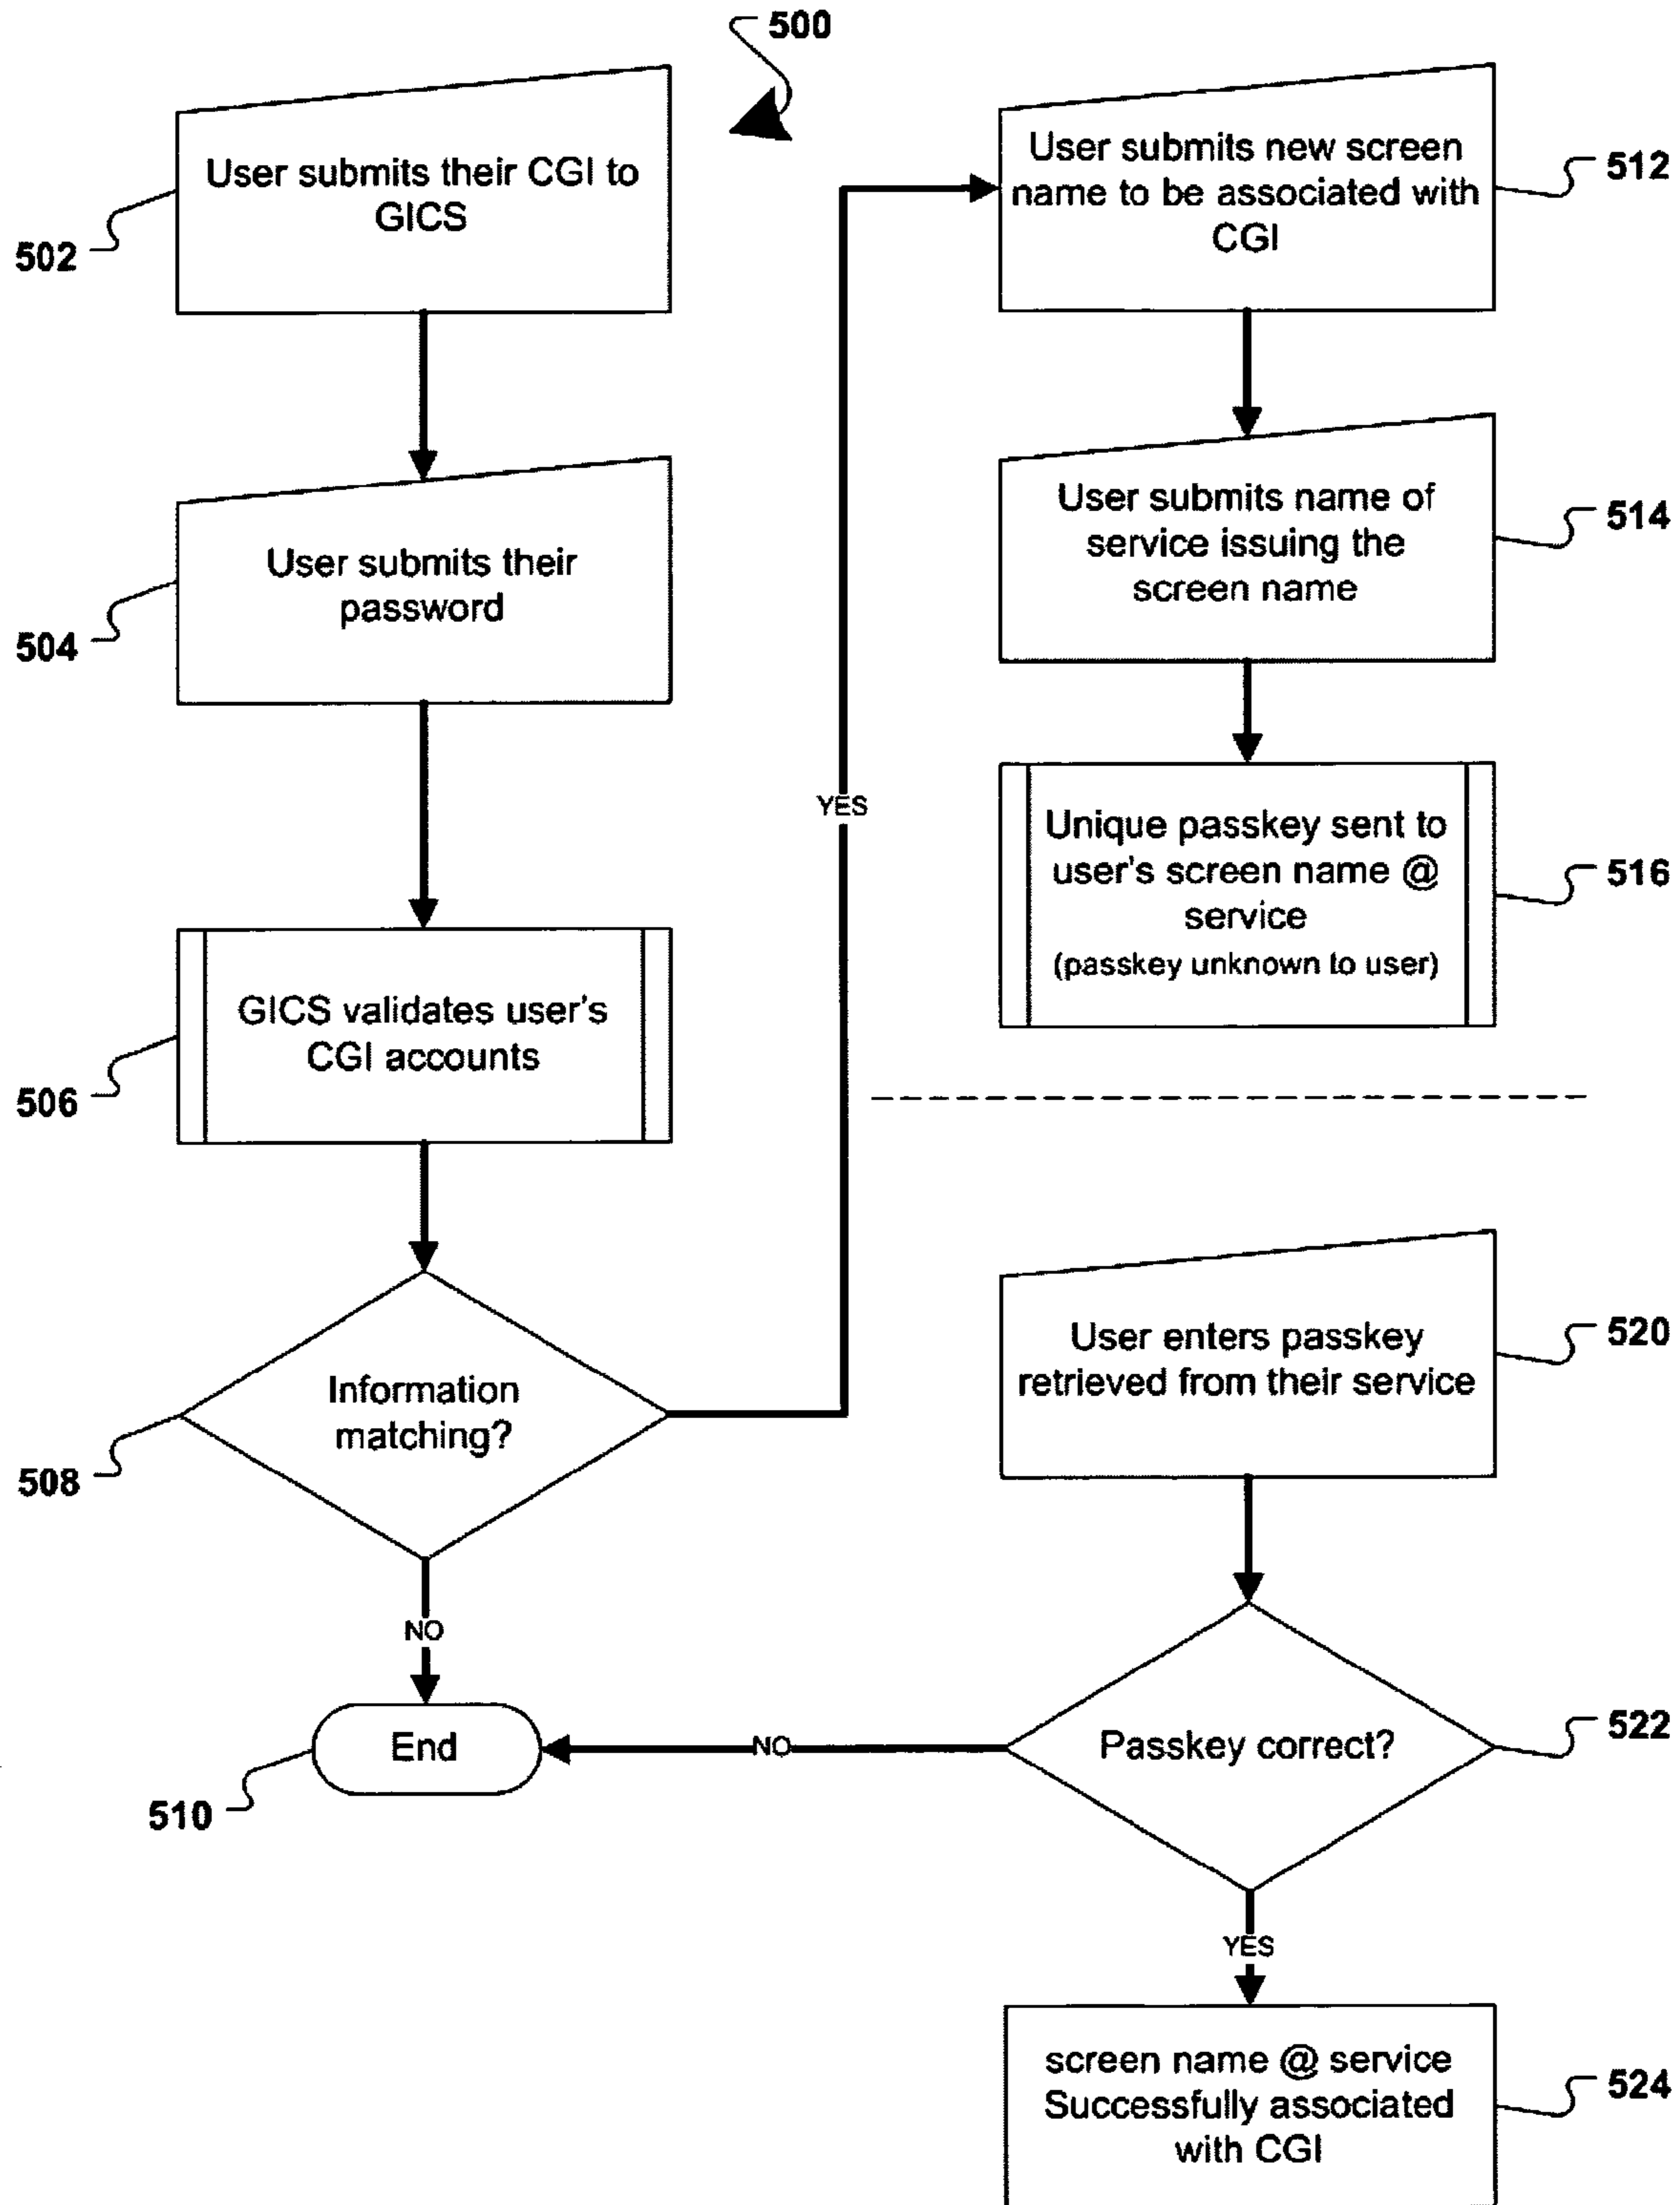 500
User submits their CGI to
GICS
502
User submits their
password
504
GICS validates user's
CGI accounts
506
Information
matching?
508
NO
End
510
YES
User submits new screen
name to be associated with
CGI
512
User submits name of
service issuing the
screen name
514
Unique passkey sent to
user's screen name @
service
(passkey unknown to user)
516
User enters passkey
retrieved from their service
520
Passkey correct?
522
NO
YES
screen name @ service
Successfully associated
with CGI
524